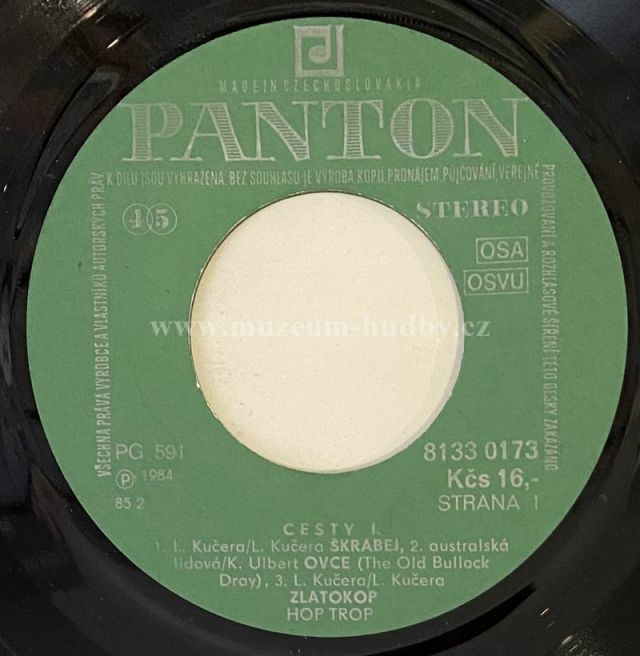 MADE IN CZECHOSLOVAKIA
PANTON
VŠECHNA PRÁVA VÝROBCE A VLASTNÍKŮ AUTORSKÝCH PRÁV
K DÍLU JSOU VYHRAZENA. BEZ SOUHLASU JE VÝROBA KOPIÍ, PRONÁJEM, PŮJČOVÁNÍ, VEŘEJNÉ
PROVOZOVÁNÍ A ROZHLASOVÉ ŠÍŘENÍ TÉTO DESKY ZAKÁZÁNO
45
STEREO
OSA
OSVU
www.muzeum-hudby.cz
PG 591
Ⓟ 1984
85 2
8133 0173
Kčs 16,-
STRANA 1
CESTY I.
1. L. Kučera/L. Kučera ŠKRABEJ, 2. australská
lidová/K. Ulbert OVCE (The Old Bullock
Dray), 3. L. Kučera/L. Kučera
ZLATOKOP
HOP TROP